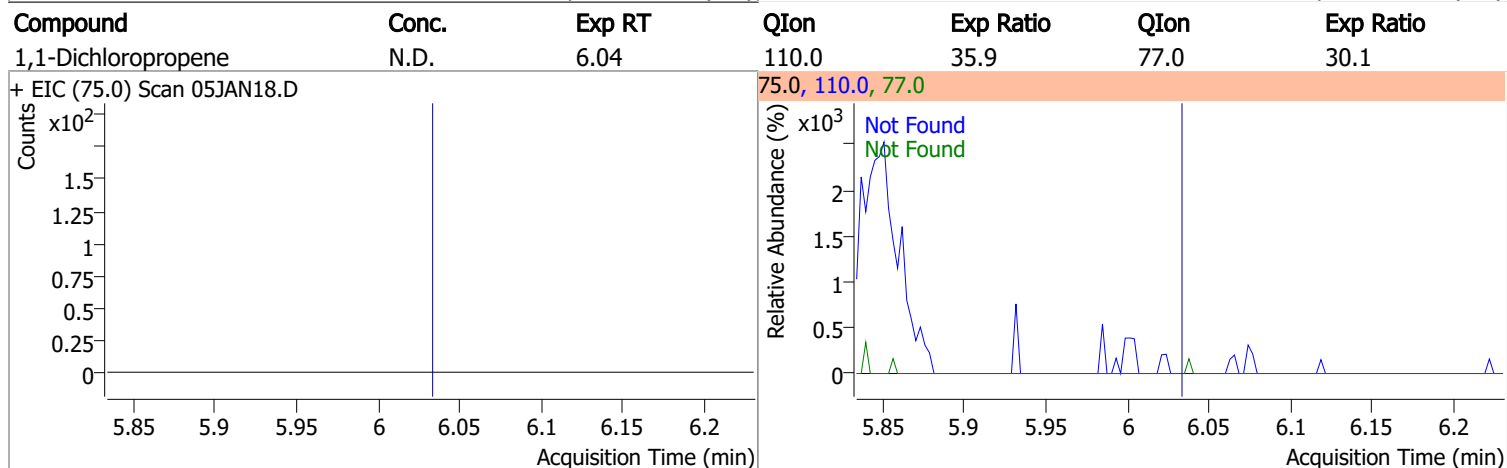 Compound Conc. Exp RT QIon Exp Ratio QIon Exp Ratio
1,1-Dichloropropene N.D. 6.04 110.0 35.9 77.0 30.1
+ EIC (75.0) Scan 05JAN18.D
Counts
x10²
1.5
1.25
1
0.75
0.5
0.25
0
5.85 5.9 5.95 6 6.05 6.1 6.15 6.2
Acquisition Time (min)
75.0, 110.0, 77.0
Relative Abundance (%)
x10³
Not Found
Not Found
2
1.5
1
0.5
0
5.85 5.9 5.95 6 6.05 6.1 6.15 6.2
Acquisition Time (min)